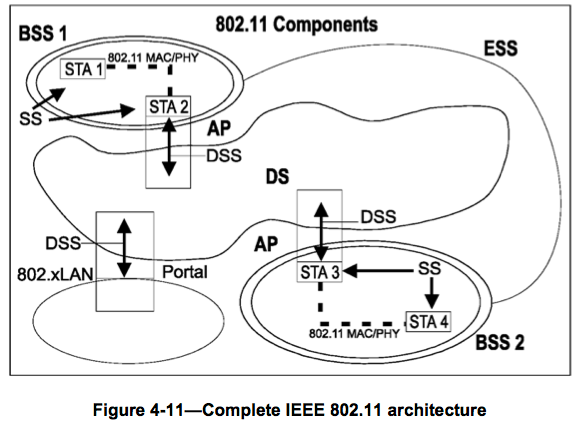 802.11 Components
BSS 1
ESS
802.11 MAC/PHY
STA 1
STA 2
SS
AP
DSS
DS
DSS
DSS
AP
802.xLAN
Portal
STA 3
SS
STA 4
802.11 MAC/PHY
BSS 2
Figure 4-11—Complete IEEE 802.11 architecture